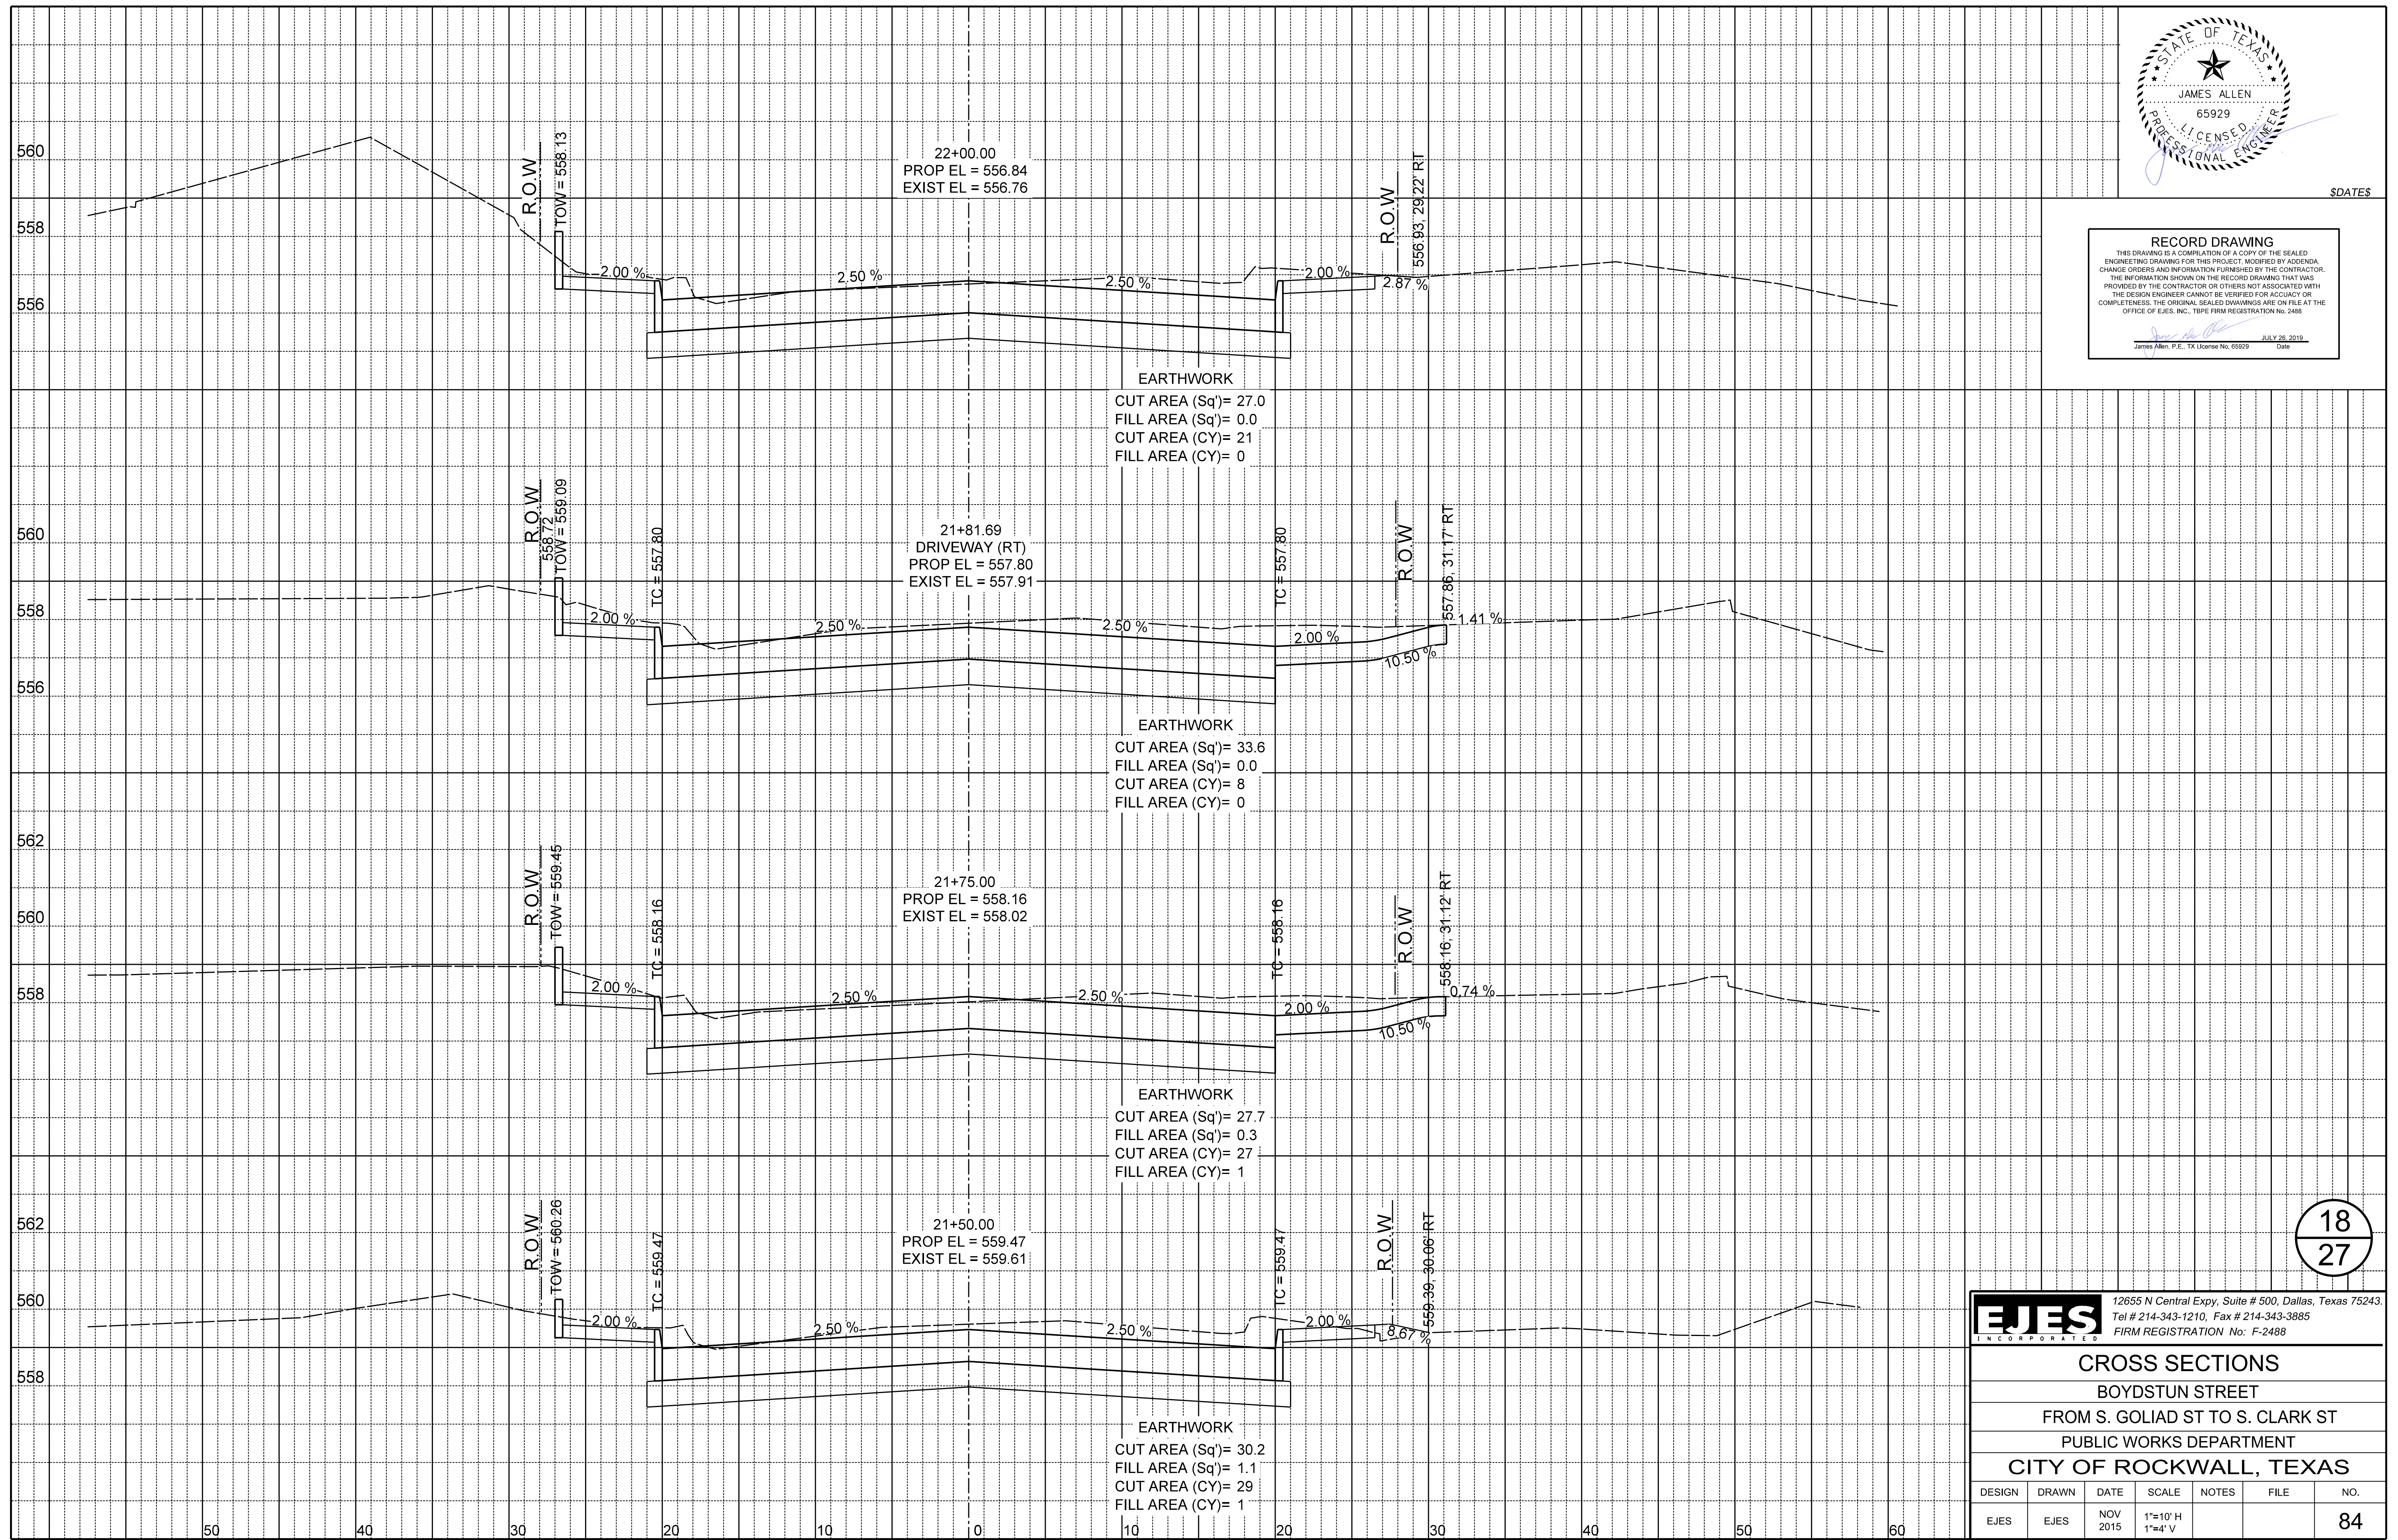 STATE OF TEXAS
JAMES ALLEN
65929
LICENSED
PROFESSIONAL ENGINEER
$DATE$
RECORD DRAWING
THIS DRAWING IS A COMPILATION OF A COPY OF THE SEALED
ENGINEETING DRAWING FOR THIS PROJECT, MODIFIED BY ADDENDA,
CHANGE ORDERS AND INFORMATION FURNISHED BY THE CONTRACTOR.
THE INFORMATION SHOWN ON THE RECORD DRAWING THAT WAS
PROVIDED BY THE CONTRACTOR OR OTHERS NOT ASSOCIATED WITH
THE DESIGN ENGINEER CANNOT BE VERIFIED FOR ACCUACY OR
COMPLETENESS. THE ORIGINAL SEALED DWAWINGS ARE ON FILE AT THE
OFFICE OF EJES, INC., TBPE FIRM REGISTRATION No. 2488
JULY 26, 2019
James Allen, P.E., TX License No, 65929 Date
560
558
556
R.O.W
TOW = 558.13
22+00.00
PROP EL = 556.84
EXIST EL = 556.76
R.O.W
556.93, 29.22' RT
2.00 %
2.50 %
2.50 %
2.00 %
2.87 %
EARTHWORK
CUT AREA (Sq')= 27.0
FILL AREA (Sq')= 0.0
CUT AREA (CY)= 21
FILL AREA (CY)= 0
560
558
556
R.O.W
558.72
TOW = 559.09
TC = 557.80
21+81.69
DRIVEWAY (RT)
PROP EL = 557.80
EXIST EL = 557.91
TC = 557.80
R.O.W
557.86, 31.17' RT
2.00 %
2.50 %
2.50 %
2.00 %
1.41 %
10.50 %
EARTHWORK
CUT AREA (Sq')= 33.6
FILL AREA (Sq')= 0.0
CUT AREA (CY)= 8
FILL AREA (CY)= 0
562
560
558
R.O.W
TOW = 559.45
TC = 558.16
21+75.00
PROP EL = 558.16
EXIST EL = 558.02
TC = 558.16
R.O.W
558.16, 31.12' RT
2.00 %
2.50 %
2.50 %
2.00 %
0.74 %
10.50 %
EARTHWORK
CUT AREA (Sq')= 27.7
FILL AREA (Sq')= 0.3
CUT AREA (CY)= 27
FILL AREA (CY)= 1
562
560
558
R.O.W
TOW = 560.26
TC = 559.47
21+50.00
PROP EL = 559.47
EXIST EL = 559.61
TC = 559.47
R.O.W
559.39, 30.06' RT
2.00 %
2.50 %
2.50 %
2.00 %
8.67 %
EARTHWORK
CUT AREA (Sq')= 30.2
FILL AREA (Sq')= 1.1
CUT AREA (CY)= 29
FILL AREA (CY)= 1
50 40 30 20 10 0 10 20 30 40 50 60
18
27
EJES
INCORPORATED
12655 N Central Expy, Suite # 500, Dallas, Texas 75243.
Tel # 214-343-1210, Fax # 214-343-3885
FIRM REGISTRATION No: F-2488
CROSS SECTIONS
BOYDSTUN STREET
FROM S. GOLIAD ST TO S. CLARK ST
PUBLIC WORKS DEPARTMENT
CITY OF ROCKWALL, TEXAS
DESIGN DRAWN DATE SCALE NOTES FILE NO.
EJES EJES NOV 2015 1"=10' H 1"=4' V 84